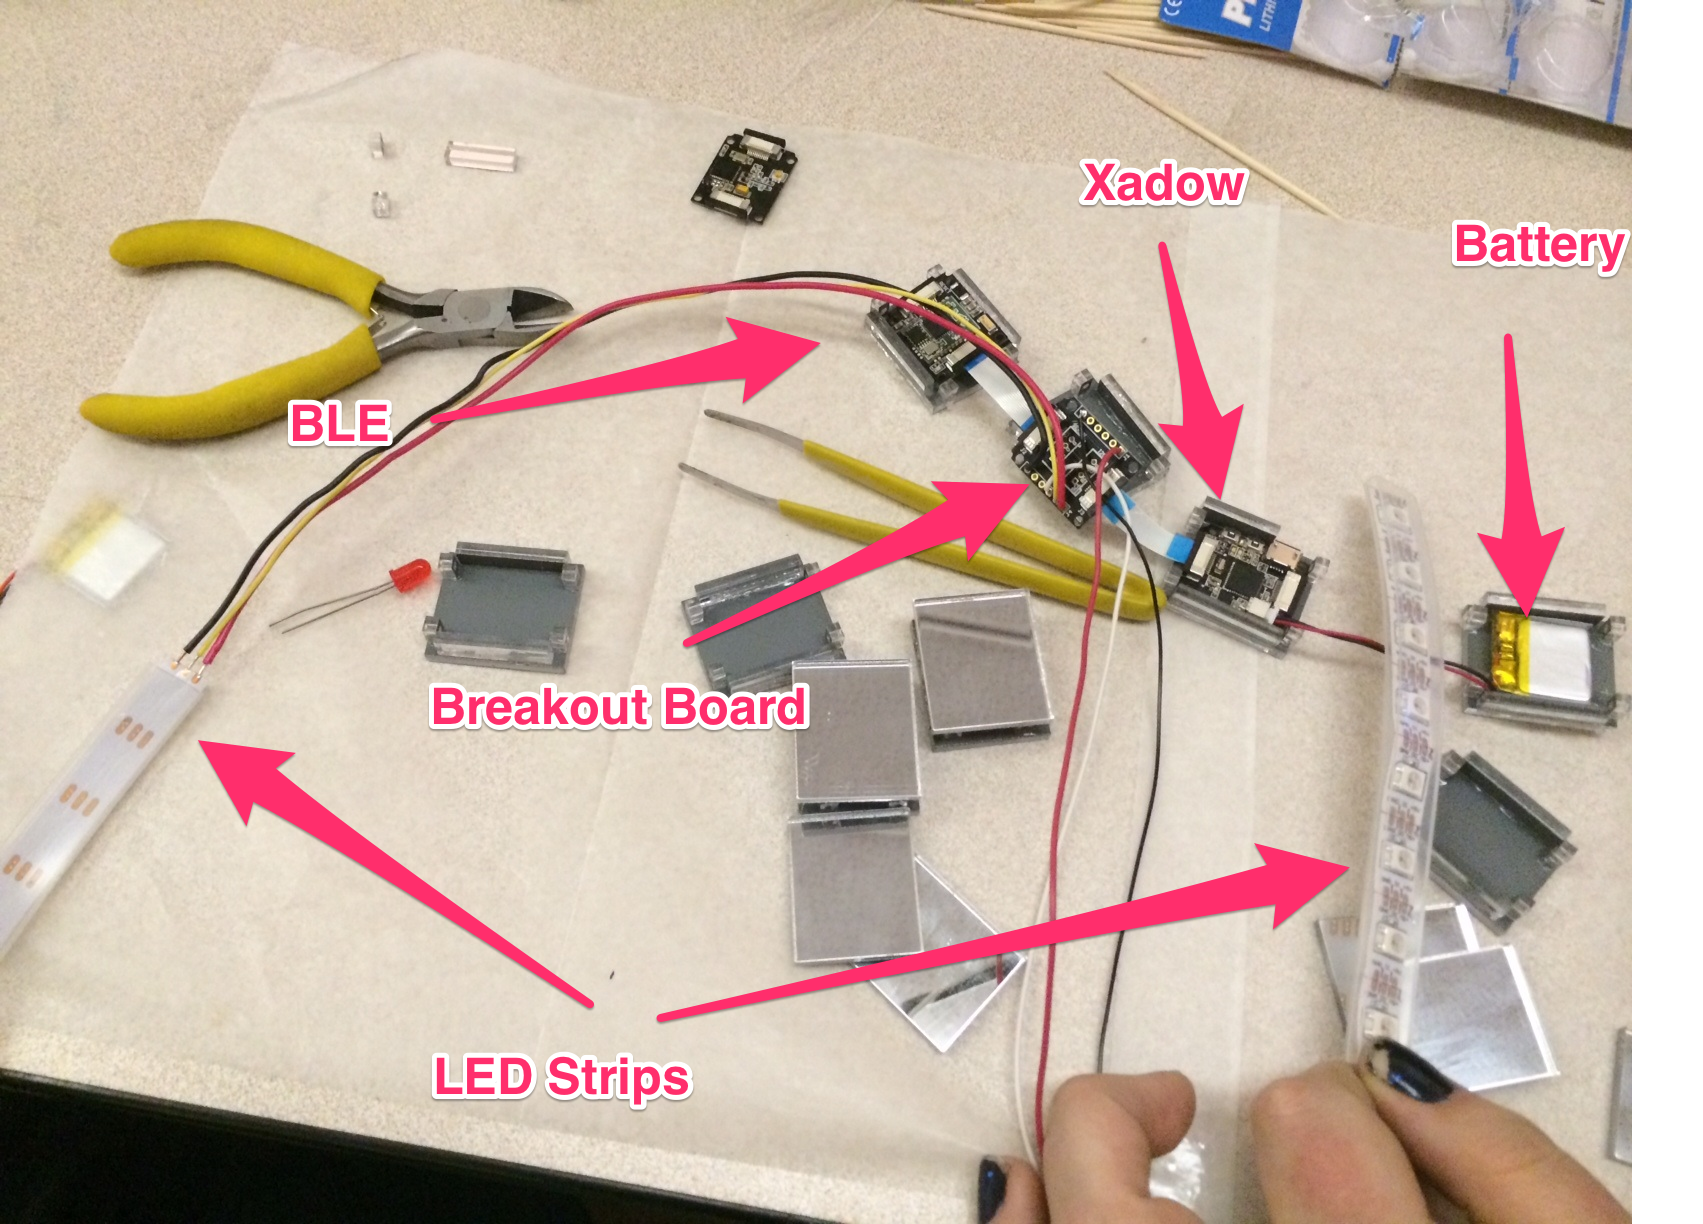 Xadow
Battery
BLE
Breakout Board
LED Strips